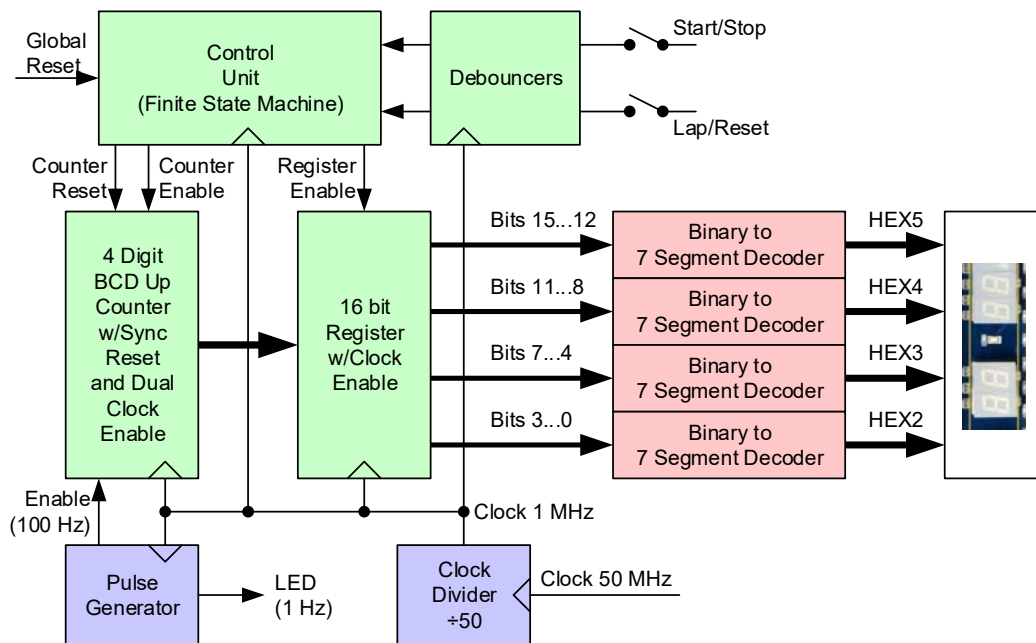 Global
Reset
Control
Unit
(Finite State Machine)
Debouncers
Start/Stop
Lap/Reset
Counter
Reset
Counter
Enable
Register
Enable
4 Digit
BCD Up
Counter
w/Sync
Reset
and Dual
Clock
Enable
16 bit
Register
w/Clock
Enable
Bits 15...12
Bits 11...8
Bits 7...4
Bits 3...0
Binary to
7 Segment Decoder
Binary to
7 Segment Decoder
Binary to
7 Segment Decoder
Binary to
7 Segment Decoder
HEX5
HEX4
HEX3
HEX2
Enable
(100 Hz)
Clock 1 MHz
Pulse
Generator
LED
(1 Hz)
Clock
Divider
÷50
Clock 50 MHz